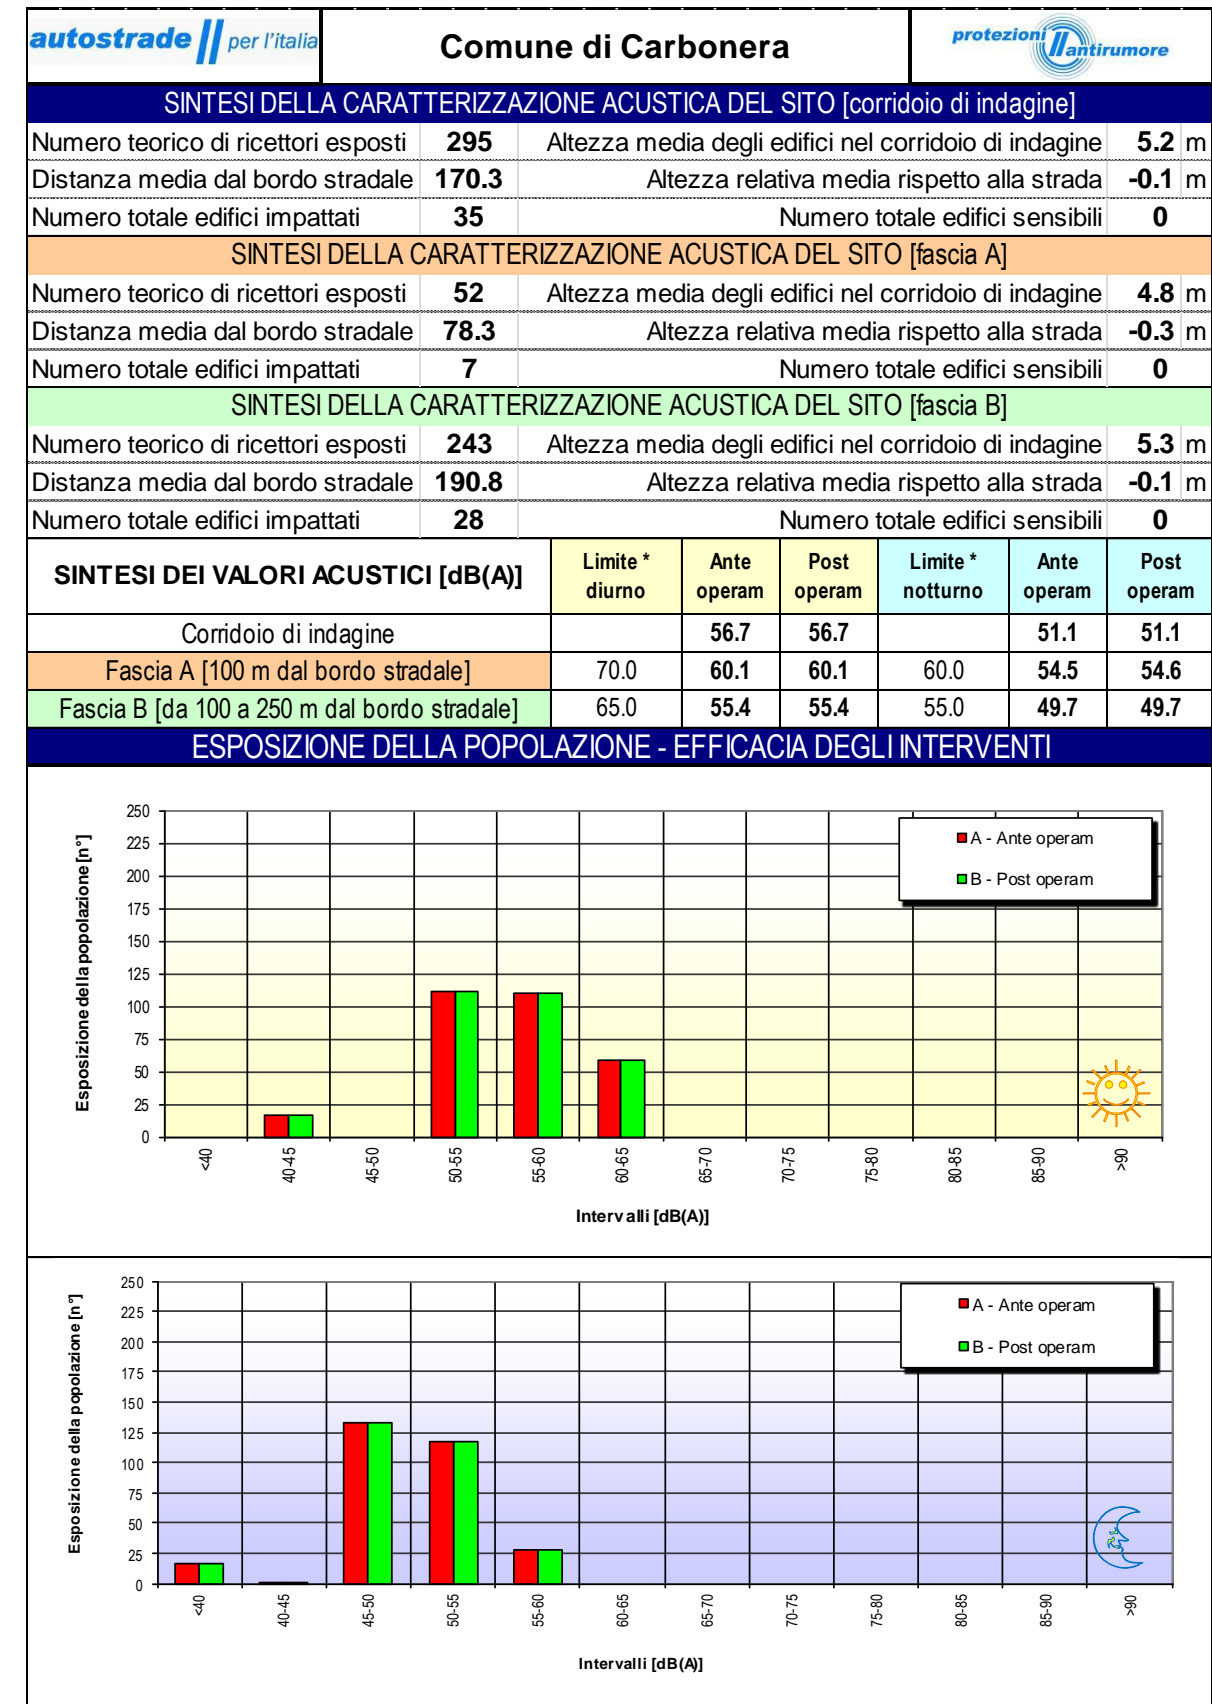 autostrade per l'italia
Comune di Carbonera
protezioni antirumore
SINTESI DELLA CARATTERIZZAZIONE ACUSTICA DEL SITO [corridoio di indagine]
Numero teorico di ricettori esposti 295 Altezza media degli edifici nel corridoio di indagine 5.2 m
Distanza media dal bordo stradale 170.3 Altezza relativa media rispetto alla strada -0.1 m
Numero totale edifici impattati 35 Numero totale edifici sensibili 0
SINTESI DELLA CARATTERIZZAZIONE ACUSTICA DEL SITO [fascia A]
Numero teorico di ricettori esposti 52 Altezza media degli edifici nel corridoio di indagine 4.8 m
Distanza media dal bordo stradale 78.3 Altezza relativa media rispetto alla strada -0.3 m
Numero totale edifici impattati 7 Numero totale edifici sensibili 0
SINTESI DELLA CARATTERIZZAZIONE ACUSTICA DEL SITO [fascia B]
Numero teorico di ricettori esposti 243 Altezza media degli edifici nel corridoio di indagine 5.3 m
Distanza media dal bordo stradale 190.8 Altezza relativa media rispetto alla strada -0.1 m
Numero totale edifici impattati 28 Numero totale edifici sensibili 0
SINTESI DEI VALORI ACUSTICI [dB(A)] Limite * diurno Ante operam Post operam Limite * notturno Ante operam Post operam
Corridoio di indagine 56.7 56.7 51.1 51.1
Fascia A [100 m dal bordo stradale] 70.0 60.1 60.1 60.0 54.5 54.6
Fascia B [da 100 a 250 m dal bordo stradale] 65.0 55.4 55.4 55.0 49.7 49.7
ESPOSIZIONE DELLA POPOLAZIONE - EFFICACIA DEGLI INTERVENTI
Esposizione della popolazione [n°]
250
225
200
175
150
125
100
75
50
25
0
A - Ante operam
B - Post operam
<40 40-45 45-50 50-55 55-60 60-65 65-70 70-75 75-80 80-85 85-90 >90
Intervalli [dB(A)]
Esposizione della popolazione [n°]
250
225
200
175
150
125
100
75
50
25
0
A - Ante operam
B - Post operam
<40 40-45 45-50 50-55 55-60 60-65 65-70 70-75 75-80 80-85 85-90 >90
Intervalli [dB(A)]